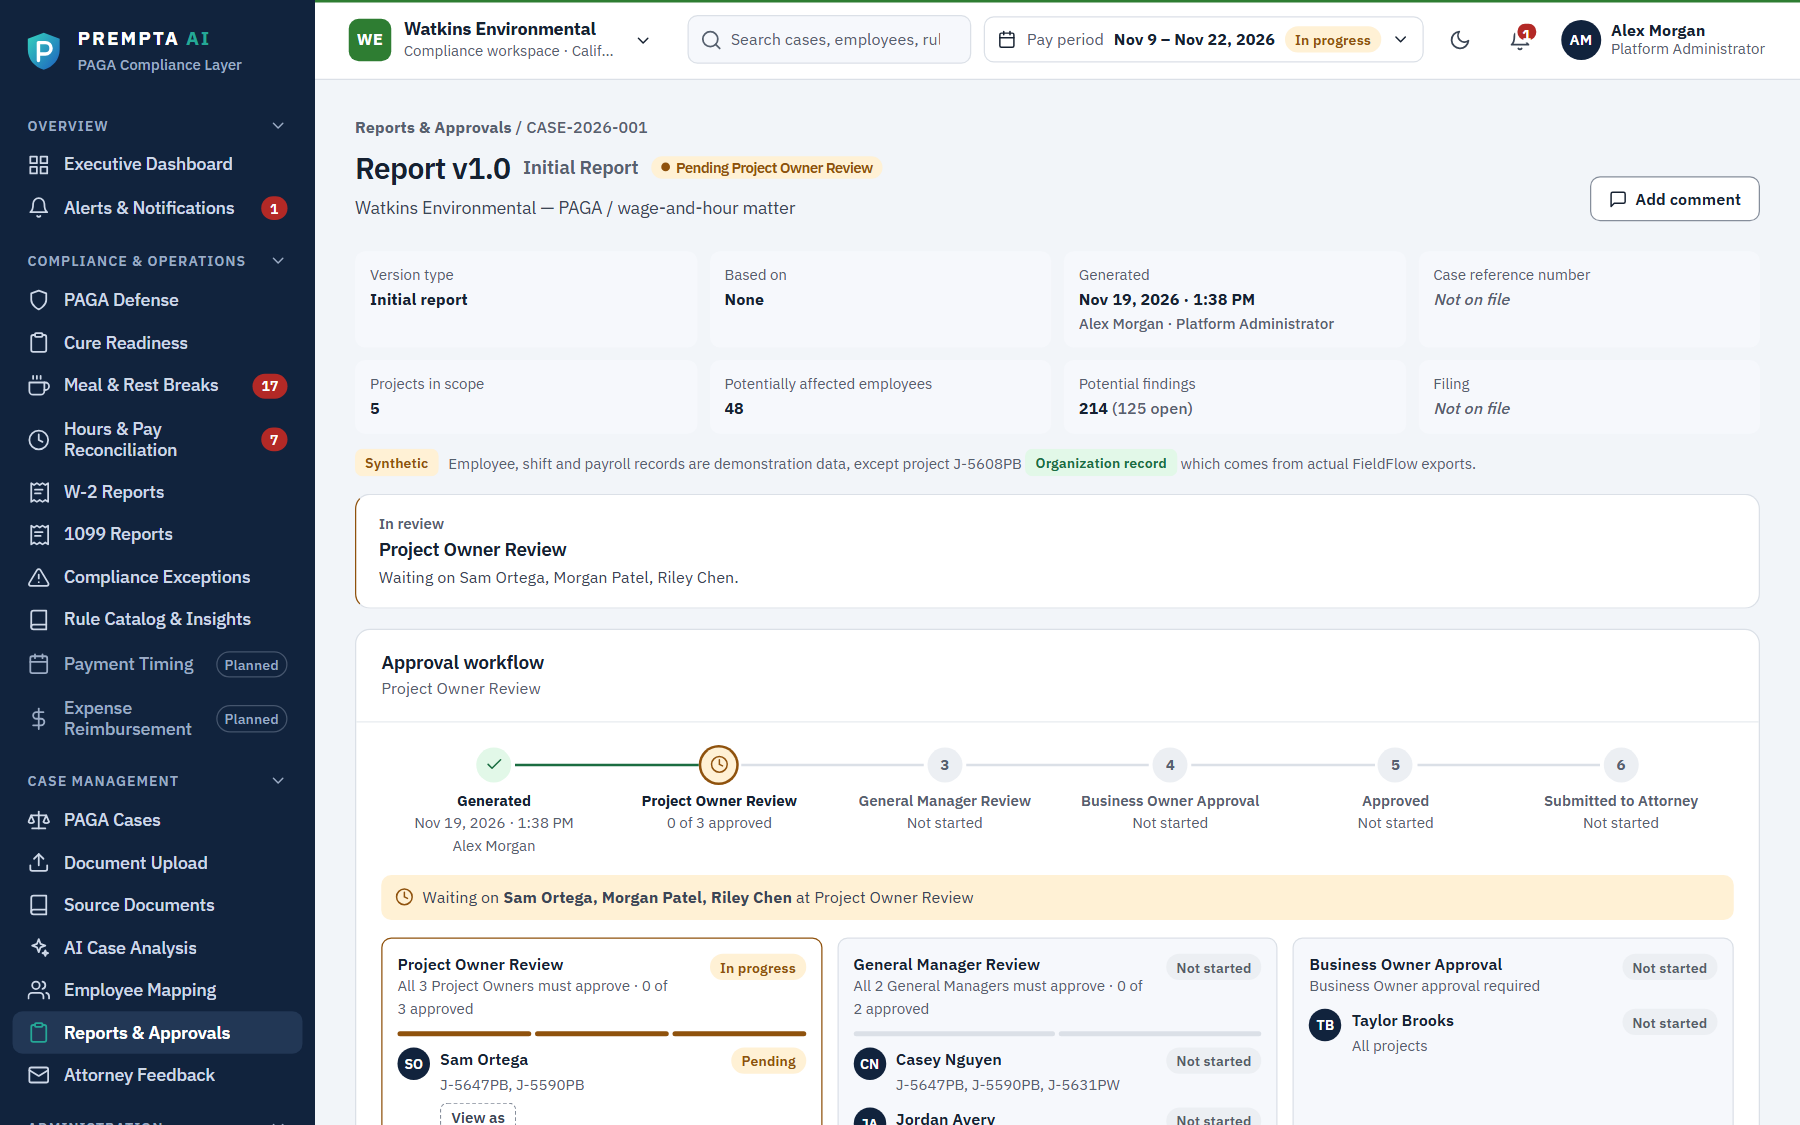 PREMPTA AI
PAGA Compliance Layer
OVERVIEW
Executive Dashboard
Alerts & Notifications 1
COMPLIANCE & OPERATIONS
PAGA Defense
Cure Readiness
Meal & Rest Breaks 17
Hours & Pay
Reconciliation 7
W-2 Reports
1099 Reports
Compliance Exceptions
Rule Catalog & Insights
Payment Timing Planned
Expense
Reimbursement Planned
CASE MANAGEMENT
PAGA Cases
Document Upload
Source Documents
AI Case Analysis
Employee Mapping
Reports & Approvals
Attorney Feedback
WE
Watkins Environmental
Compliance workspace · Calif...
Search cases, employees, rul
Pay period Nov 9 – Nov 22, 2026 In progress
1
AM
Alex Morgan
Platform Administrator
Reports & Approvals / CASE-2026-001
Report v1.0 Initial Report Pending Project Owner Review
Watkins Environmental — PAGA / wage-and-hour matter
Add comment
Version type
Initial report
Based on
None
Generated
Nov 19, 2026 · 1:38 PM
Alex Morgan · Platform Administrator
Case reference number
Not on file
Projects in scope
5
Potentially affected employees
48
Potential findings
214 (125 open)
Filing
Not on file
Synthetic Employee, shift and payroll records are demonstration data, except project J-5608PB Organization record which comes from actual FieldFlow exports.
In review
Project Owner Review
Waiting on Sam Ortega, Morgan Patel, Riley Chen.
Approval workflow
Project Owner Review
Generated
Nov 19, 2026 · 1:38 PM
Alex Morgan
Project Owner Review
0 of 3 approved
3
General Manager Review
Not started
4
Business Owner Approval
Not started
5
Approved
Not started
6
Submitted to Attorney
Not started
Waiting on Sam Ortega, Morgan Patel, Riley Chen at Project Owner Review
Project Owner Review In progress
All 3 Project Owners must approve · 0 of
3 approved
SO Sam Ortega Pending
J-5647PB, J-5590PB
View as
General Manager Review Not started
All 2 General Managers must approve · 0 of
2 approved
CN Casey Nguyen Not started
J-5647PB, J-5590PB, J-5631PW
JA Jordan Avery Not started
Business Owner Approval Not started
Business Owner approval required
TB Taylor Brooks Not started
All projects
ADMINISTRATION